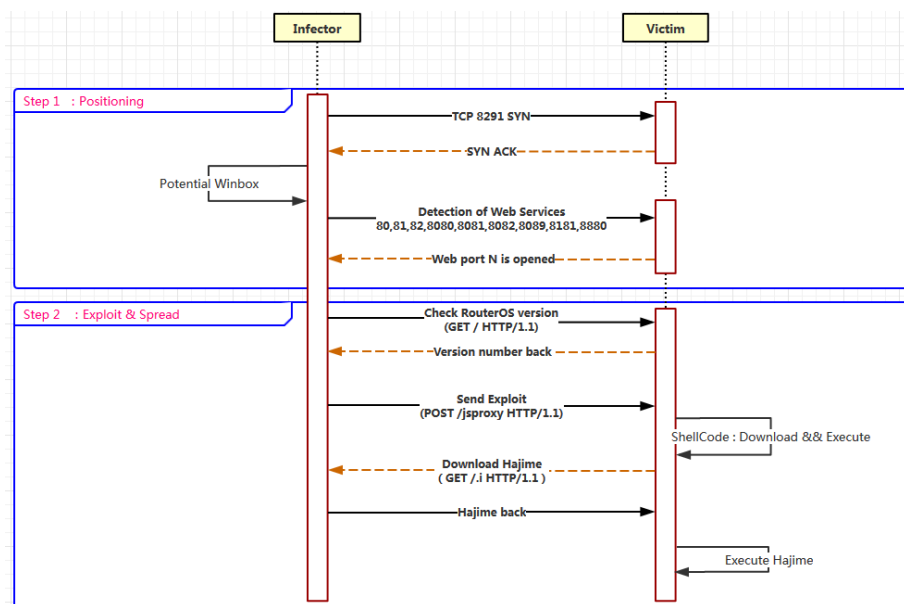 Infector
Victim
Step 1 : Positioning
TCP 8291 SYN
SYN ACK
Potential Winbox
Detection of Web Services
80,81,82,8080,8081,8082,8089,8181,8880
Web port N is opened
Step 2 : Exploit & Spread
Check RouterOS version
(GET / HTTP/1.1)
Version number back
Send Exploit
(POST /jsproxy HTTP/1.1)
ShellCode : Download && Execute
Download Hajime
( GET /.i HTTP/1.1 )
Hajime back
Execute Hajime